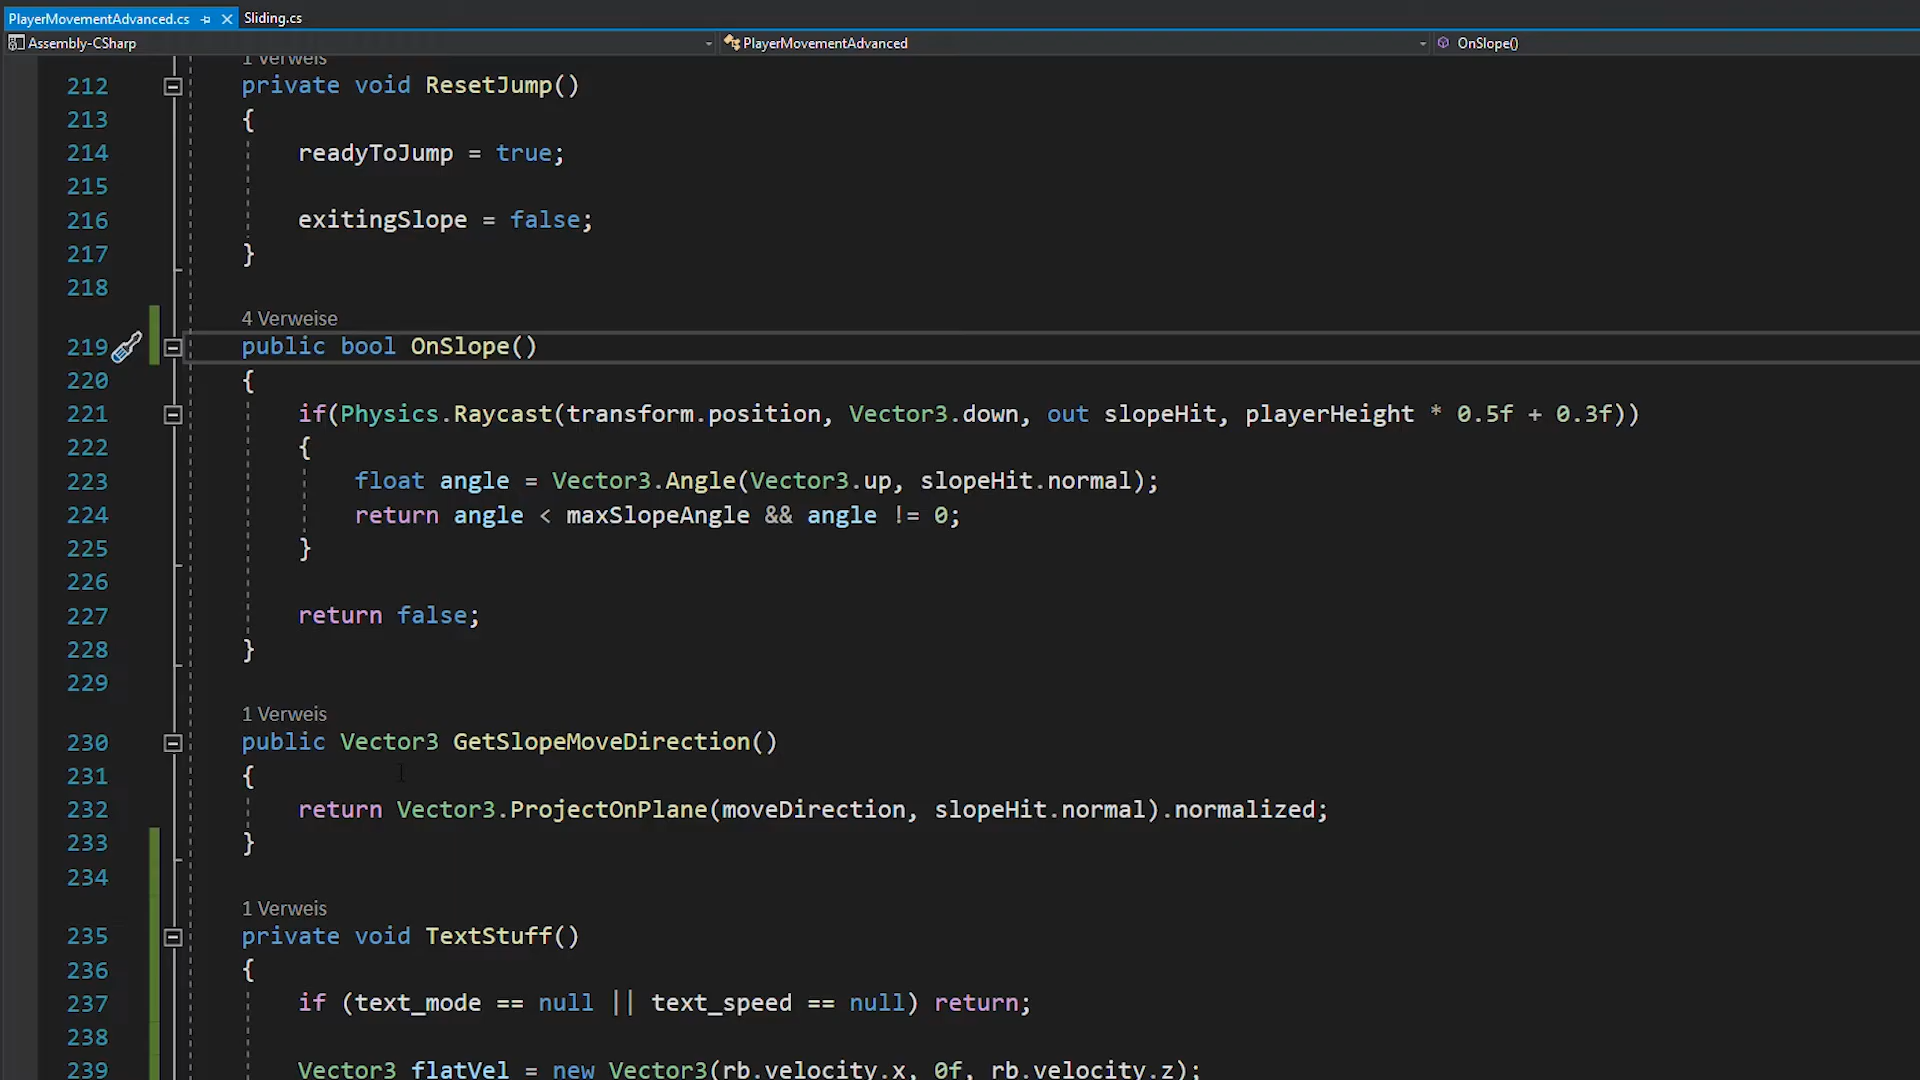 PlayerMovementAdvanced.cs Sliding.cs
Assembly-CSharp PlayerMovementAdvanced OnSlope()
1 Verweis
212 private void ResetJump()
213 {
214 readyToJump = true;
215
216 exitingSlope = false;
217 }
218
4 Verweise
219 public bool OnSlope()
220 {
221 if(Physics.Raycast(transform.position, Vector3.down, out slopeHit, playerHeight * 0.5f + 0.3f))
222 {
223 float angle = Vector3.Angle(Vector3.up, slopeHit.normal);
224 return angle < maxSlopeAngle && angle != 0;
225 }
226
227 return false;
228 }
229
1 Verweis
230 public Vector3 GetSlopeMoveDirection()
231 {
232 return Vector3.ProjectOnPlane(moveDirection, slopeHit.normal).normalized;
233 }
234
1 Verweis
235 private void TextStuff()
236 {
237 if (text_mode == null || text_speed == null) return;
238
239 Vector3 flatVel = new Vector3(rb.velocity.x, 0f, rb.velocity.z);